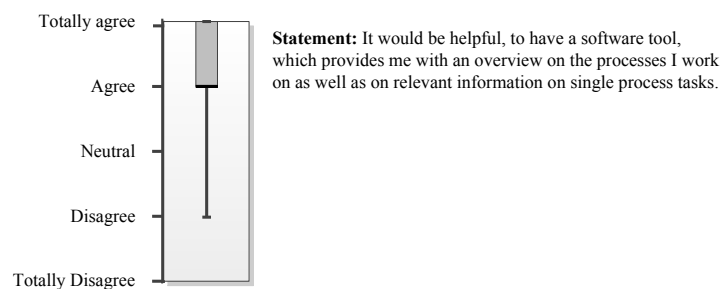 Totally agree
Agree
Neutral
Disagree
Totally Disagree
Statement: It would be helpful, to have a software tool,
which provides me with an overview on the processes I work
on as well as on relevant information on single process tasks.